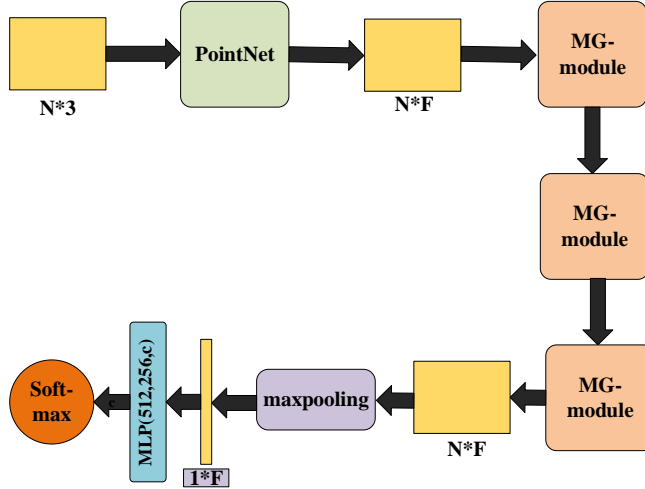 N*3
PointNet
N*F
MG-
module
MG-
module
MG-
module
N*F
maxpooling
1*F
MLP(512,256,c)
c
Soft-
max